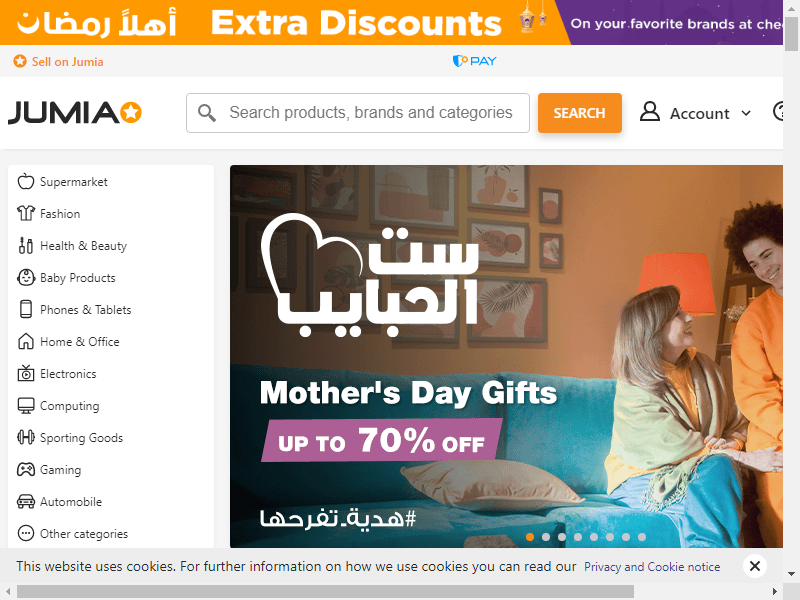 أهلاً رمضان Extra Discounts On your favorite brands at che
Sell on Jumia
PAY
JUMIA
Search products, brands and categories
SEARCH
Account
Supermarket
Fashion
Health & Beauty
Baby Products
Phones & Tablets
Home & Office
Electronics
Computing
Sporting Goods
Gaming
Automobile
Other categories
ست
الحبايب
Mother's Day Gifts
UP TO 70% OFF
#هدية_تفرحها
This website uses cookies. For further information on how we use cookies you can read our Privacy and Cookie notice